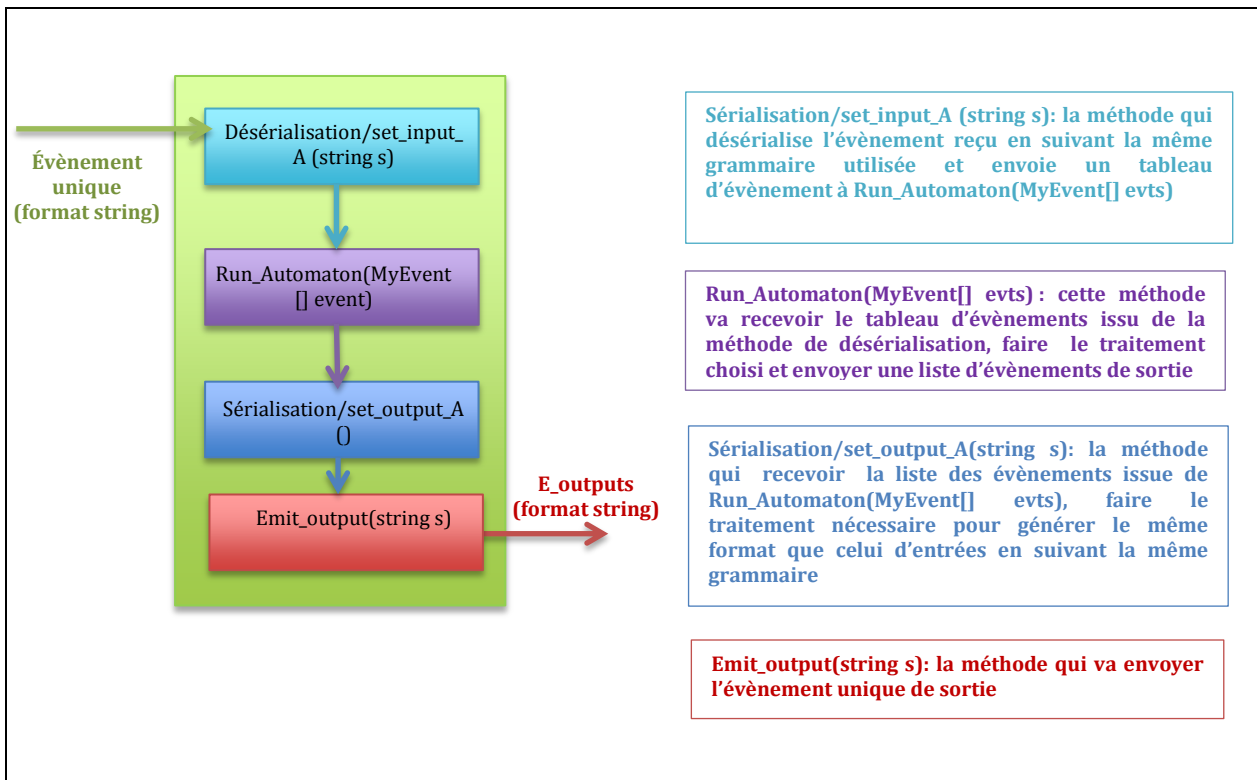 Désérialisation/set_input_
A (string s)
Évènement
unique
(format string)
Run_Automaton(MyEvent
[] event)
Sérialisation/set_output_A
()
Emit_output(string s)
E_outputs
(format string)
Sérialisation/set_input_A (string s): la méthode qui
désérialise l’évènement reçu en suivant la même
grammaire utilisée et envoie un tableau
d’évènement à Run_Automaton(MyEvent[] evts)
Run_Automaton(MyEvent[] evts) : cette méthode
va recevoir le tableau d’évènements issu de la
méthode de désérialisation, faire le traitement
choisi et envoyer une liste d’évènements de sortie
Sérialisation/set_output_A(string s): la méthode
qui recevoir la liste des évènements issue de
Run_Automaton(MyEvent[] evts), faire le
traitement nécessaire pour générer le même
format que celui d’entrées en suivant la même
grammaire
Emit_output(string s): la méthode qui va envoyer
l’évènement unique de sortie